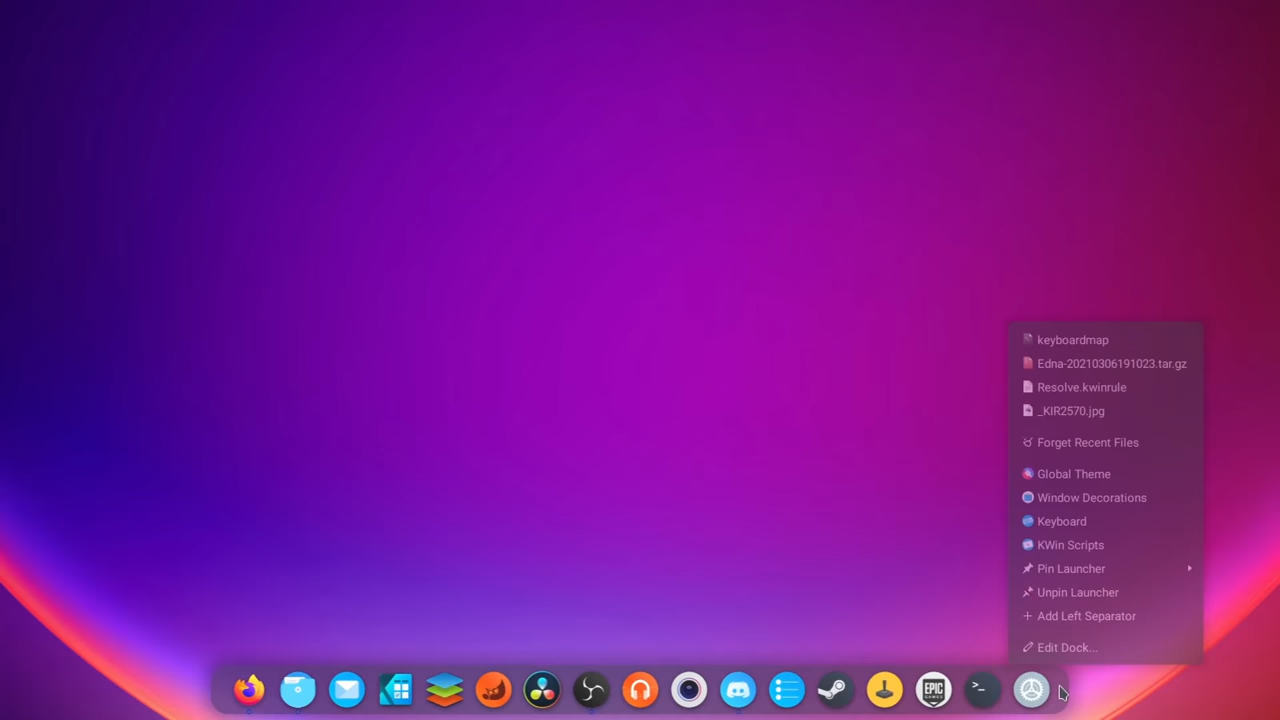 keyboardmap
Edna-20210306191023.tar.gz
Resolve.kwinrule
_KIR2570.jpg
Forget Recent Files
Global Theme
Window Decorations
Keyboard
KWin Scripts
Pin Launcher
Unpin Launcher
Add Left Separator
Edit Dock...
EPIC
GAMES
>_